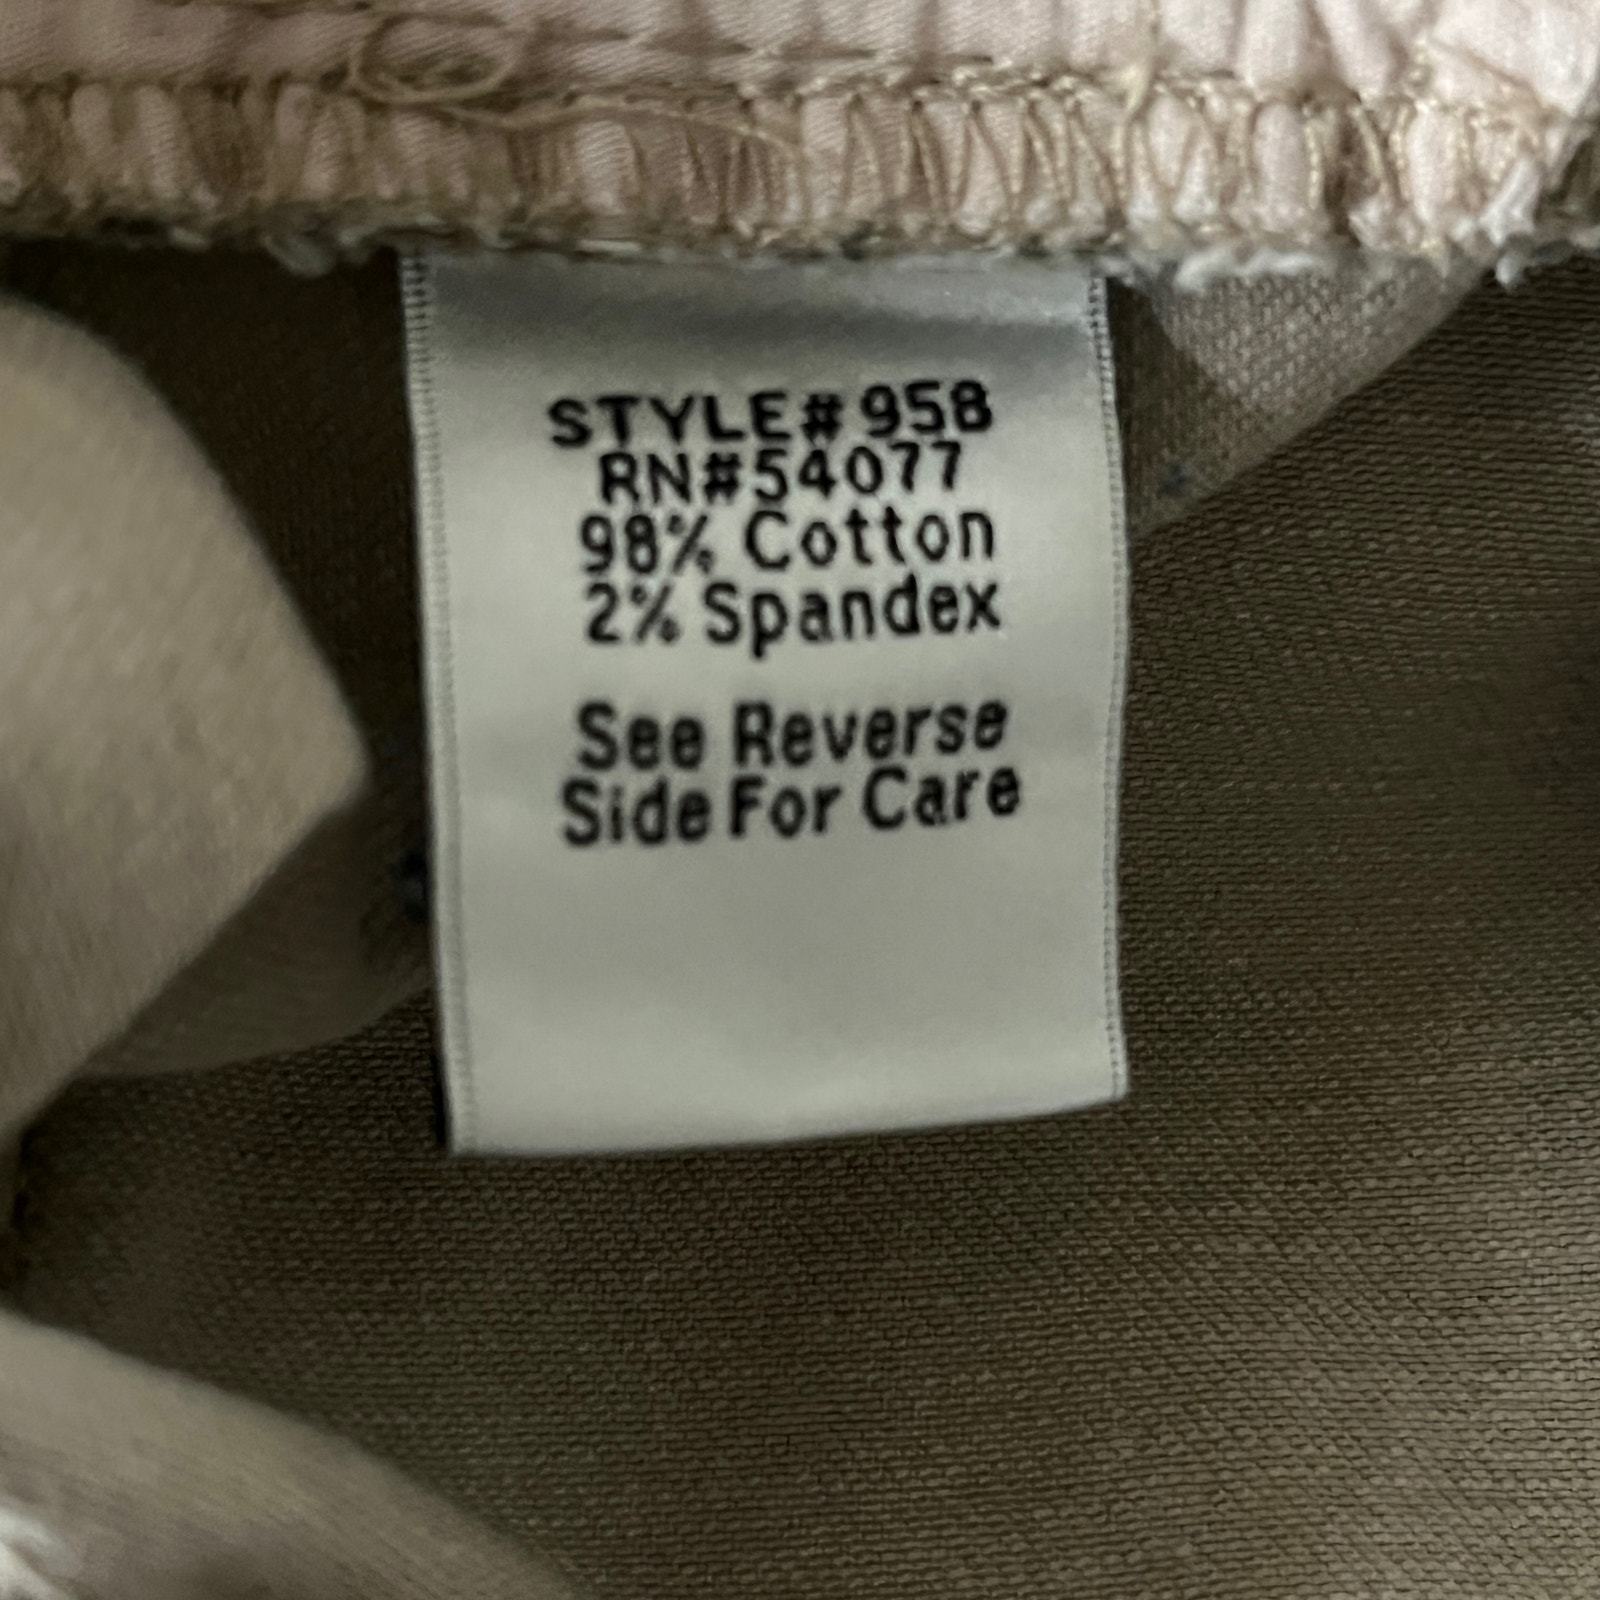 STYLE# 958
RN#54077
98% Cotton
2% Spandex
See Reverse
Side For Care